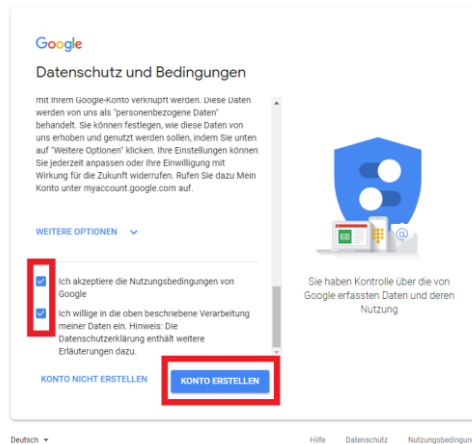 Google
Datenschutz und Bedingungen
mit Ihrem Google-Konto verknüpft werden. Diese Daten
werden von uns als "personenbezogene Daten"
behandelt. Sie können festlegen, wie diese Daten von
uns erhoben und genutzt werden sollen, indem Sie unten
auf "Weitere Optionen" klicken. Ihre Einstellungen können
Sie jederzeit anpassen oder Ihre Einwilligung mit
Wirkung für die Zukunft widerrufen. Rufen Sie dazu Mein
Konto unter myaccount.google.com auf.
WEITERE OPTIONEN
Ich akzeptiere die Nutzungsbedingungen von
Google
Ich willige in die oben beschriebene Verarbeitung
meiner Daten ein. Hinweis: Die
Datenschutzerklärung enthält weitere
Erläuterungen dazu.
KONTO NICHT ERSTELLEN
KONTO ERSTELLEN
Sie haben Kontrolle über die von
Google erfassten Daten und deren
Nutzung
Deutsch
Hilfe Datenschutz Nutzungsbedingun